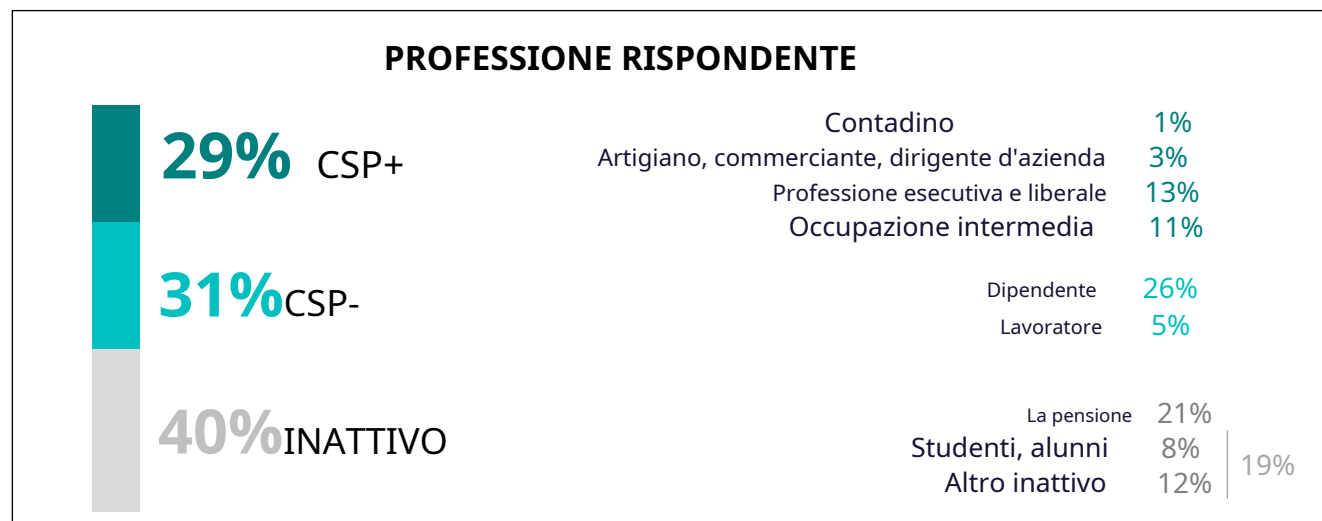 PROFESSIONE RISPONDENTE
29% CSP+
Contadino 1%
Artigiano, commerciante, dirigente d'azienda 3%
Professione esecutiva e liberale 13%
Occupazione intermedia 11%
31% CSP-
Dipendente 26%
Lavoratore 5%
40% INATTIVO
La pensione 21%
Studenti, alunni 8%
19%
Altro inattivo 12%